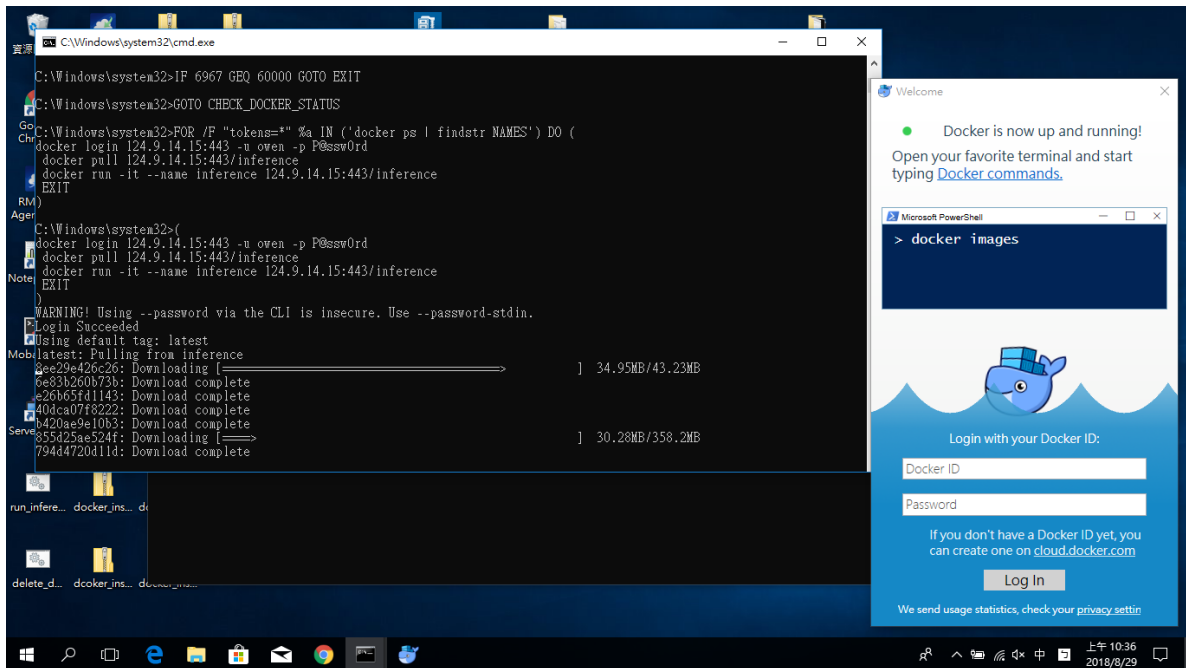 資源
C:\Windows\system32\cmd.exe
C:\Windows\system32>IF 6967 GEQ 60000 GOTO EXIT
C:\Windows\system32>GOTO CHECK_DOCKER_STATUS
C:\Windows\system32>FOR /F "tokens=*" %a IN ('docker ps | findstr NAMES') DO (
docker login 124.9.14.15:443 -u owen -p P@ssw0rd
docker pull 124.9.14.15:443/inference
docker run -it --name inference 124.9.14.15:443/inference
EXIT
)
C:\Windows\system32>(
docker login 124.9.14.15:443 -u owen -p P@ssw0rd
docker pull 124.9.14.15:443/inference
docker run -it --name inference 124.9.14.15:443/inference
EXIT
)
WARNING! Using --password via the CLI is insecure. Use --password-stdin.
Login Succeeded
Using default tag: latest
latest: Pulling from inference
8ee29e426c26: Downloading [==================================================> ] 34.95MB/43.23MB
6e83b260b73b: Download complete
e26b65fd1143: Download complete
40dca07f8222: Download complete
b420ae9e10b3: Download complete
855d25ae524f: Downloading [====> ] 30.28MB/358.2MB
794d4720d11d: Download complete
Go
Chr
RM
Ager
Note
Moba
Serve
run_infere... docker_ins... do
delete_d... dcoker_ins... docker_ins...
Welcome
Docker is now up and running!
Open your favorite terminal and start
typing Docker commands.
Microsoft PowerShell
> docker images
Login with your Docker ID:
Docker ID
Password
If you don't have a Docker ID yet, you
can create one on cloud.docker.com
Log In
We send usage statistics, check your privacy settin
中
上午 10:36
2018/8/29